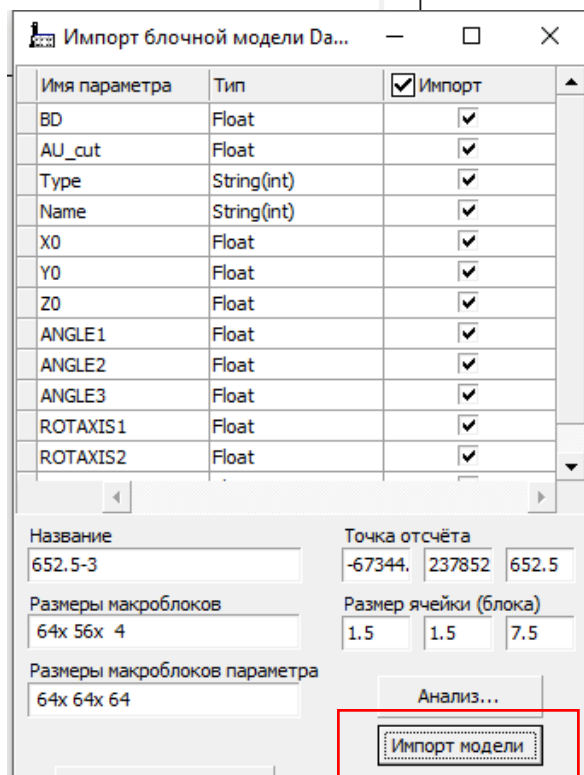 Импорт блочной модели Da...
Имя параметра Тип Импорт
BD Float
AU_cut Float
Type String(int)
Name String(int)
X0 Float
Y0 Float
Z0 Float
ANGLE1 Float
ANGLE2 Float
ANGLE3 Float
ROTAXIS1 Float
ROTAXIS2 Float
Название Точка отсчёта
652.5-3 -67344. 237852 652.5
Размеры макроблоков Размер ячейки (блока)
64x 56x 4 1.5 1.5 7.5
Размеры макроблоков параметра
64x 64x 64 Анализ...
Импорт модели